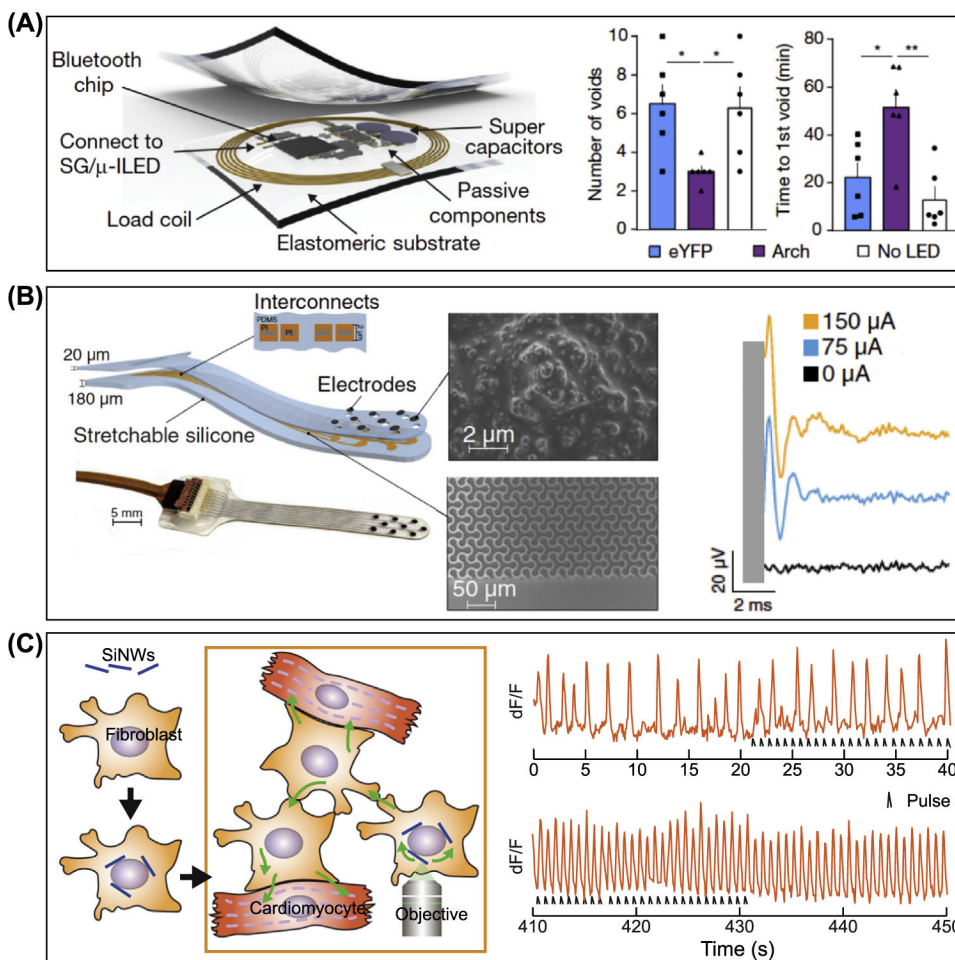 (A)
Bluetooth
chip
Connect to
SG/μ-ILED
Load coil
Elastomeric substrate
Passive
components
Super
capacitors
Number of voids
10
8
6
4
2
0
* *
Time to 1st void (min)
80
60
40
20
0
* **
eYFP Arch No LED
(B)
Interconnects
PDMS
Pt
20 μm
180 μm
Electrodes
Stretchable silicone
5 mm
2 μm
50 μm
150 μA
75 μA
0 μA
20 μV
2 ms
(C)
SiNWs
Fibroblast
Cardiomyocyte
Objective
dF/F
0 5 10 15 20 25 30 35 40
Pulse
dF/F
410 420 430 440 450
Time (s)